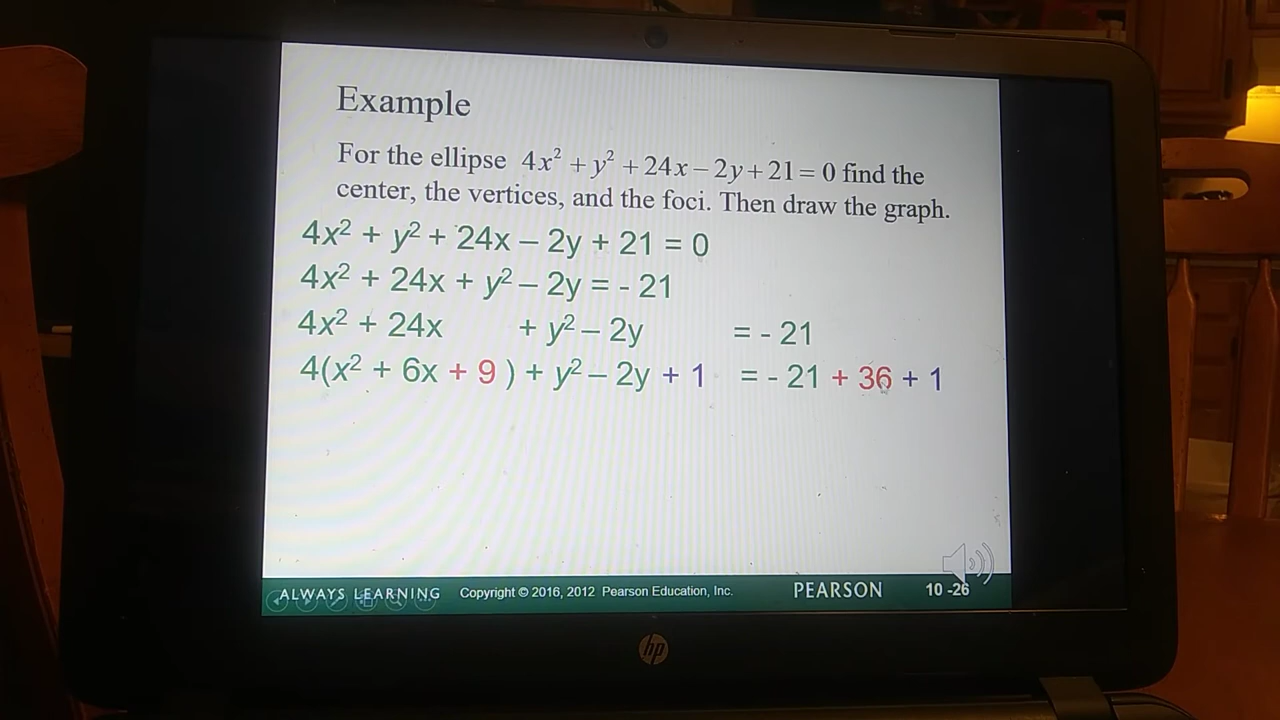 Example
For the ellipse 4x² + y² + 24x − 2y + 21 = 0 find the
center, the vertices, and the foci. Then draw the graph.
4x² + y² + 24x – 2y + 21 = 0
4x² + 24x + y² – 2y = - 21
4x² + 24x + y² – 2y = - 21
4(x² + 6x + 9 ) + y² – 2y + 1 = - 21 + 36 + 1
ALWAYS LEARNING Copyright © 2016, 2012 Pearson Education, Inc. PEARSON 10 -26
hp